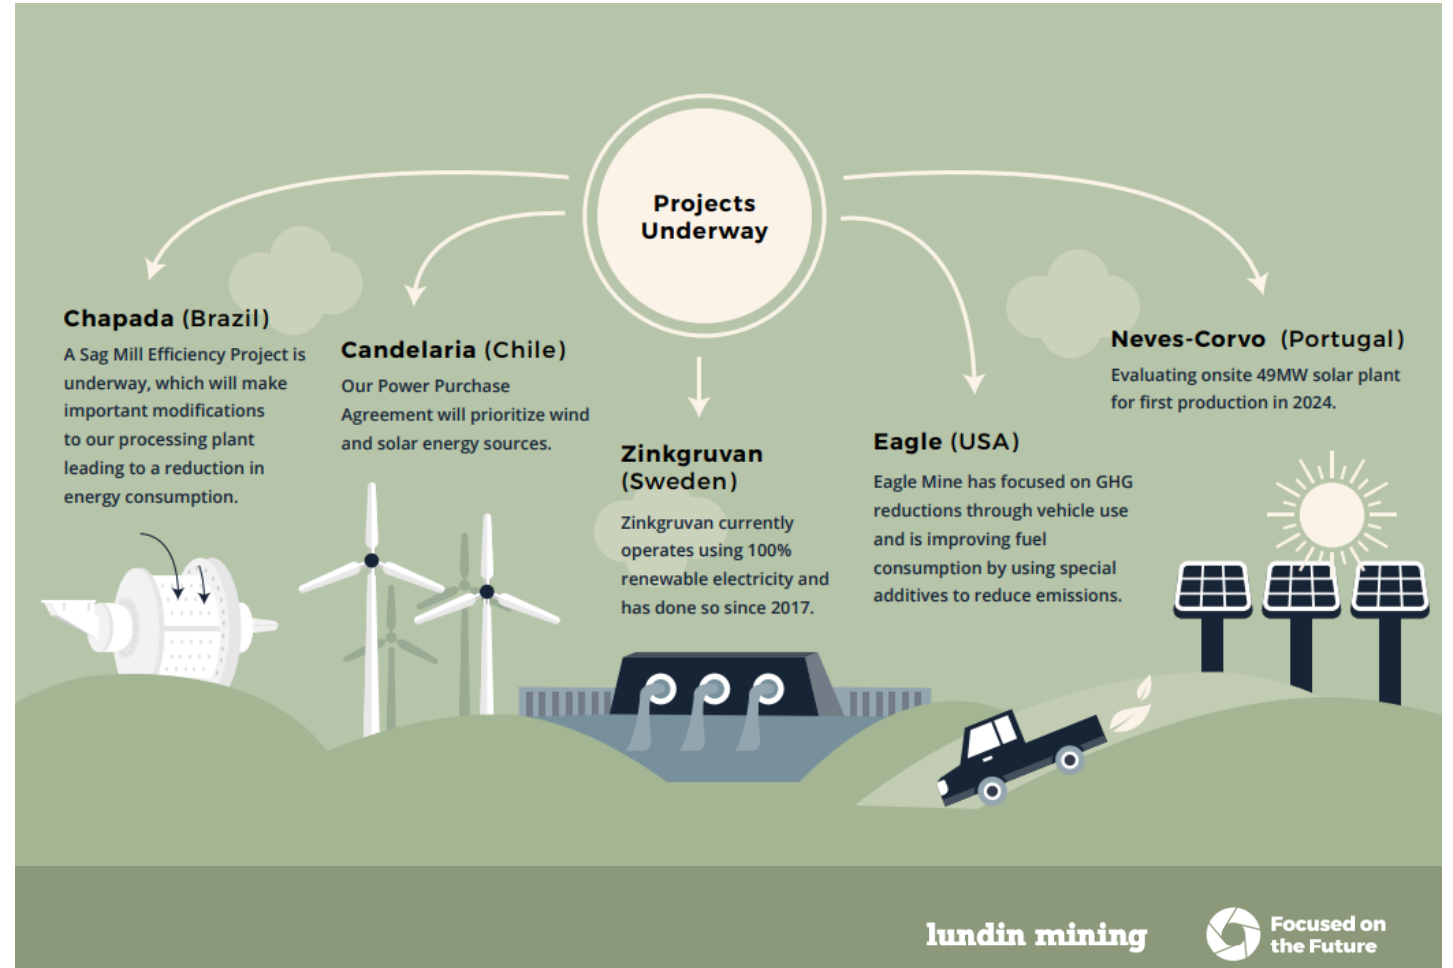 Projects
Underway
Chapada (Brazil)
A Sag Mill Efficiency Project is
underway, which will make
important modifications
to our processing plant
leading to a reduction in
energy consumption.
Candelaria (Chile)
Our Power Purchase
Agreement will prioritize wind
and solar energy sources.
Zinkgruvan
(Sweden)
Zinkgruvan currently
operates using 100%
renewable electricity and
has done so since 2017.
Eagle (USA)
Eagle Mine has focused on GHG
reductions through vehicle use
and is improving fuel
consumption by using special
additives to reduce emissions.
Neves-Corvo (Portugal)
Evaluating onsite 49MW solar plant
for first production in 2024.
lundin mining
Focused on
the Future